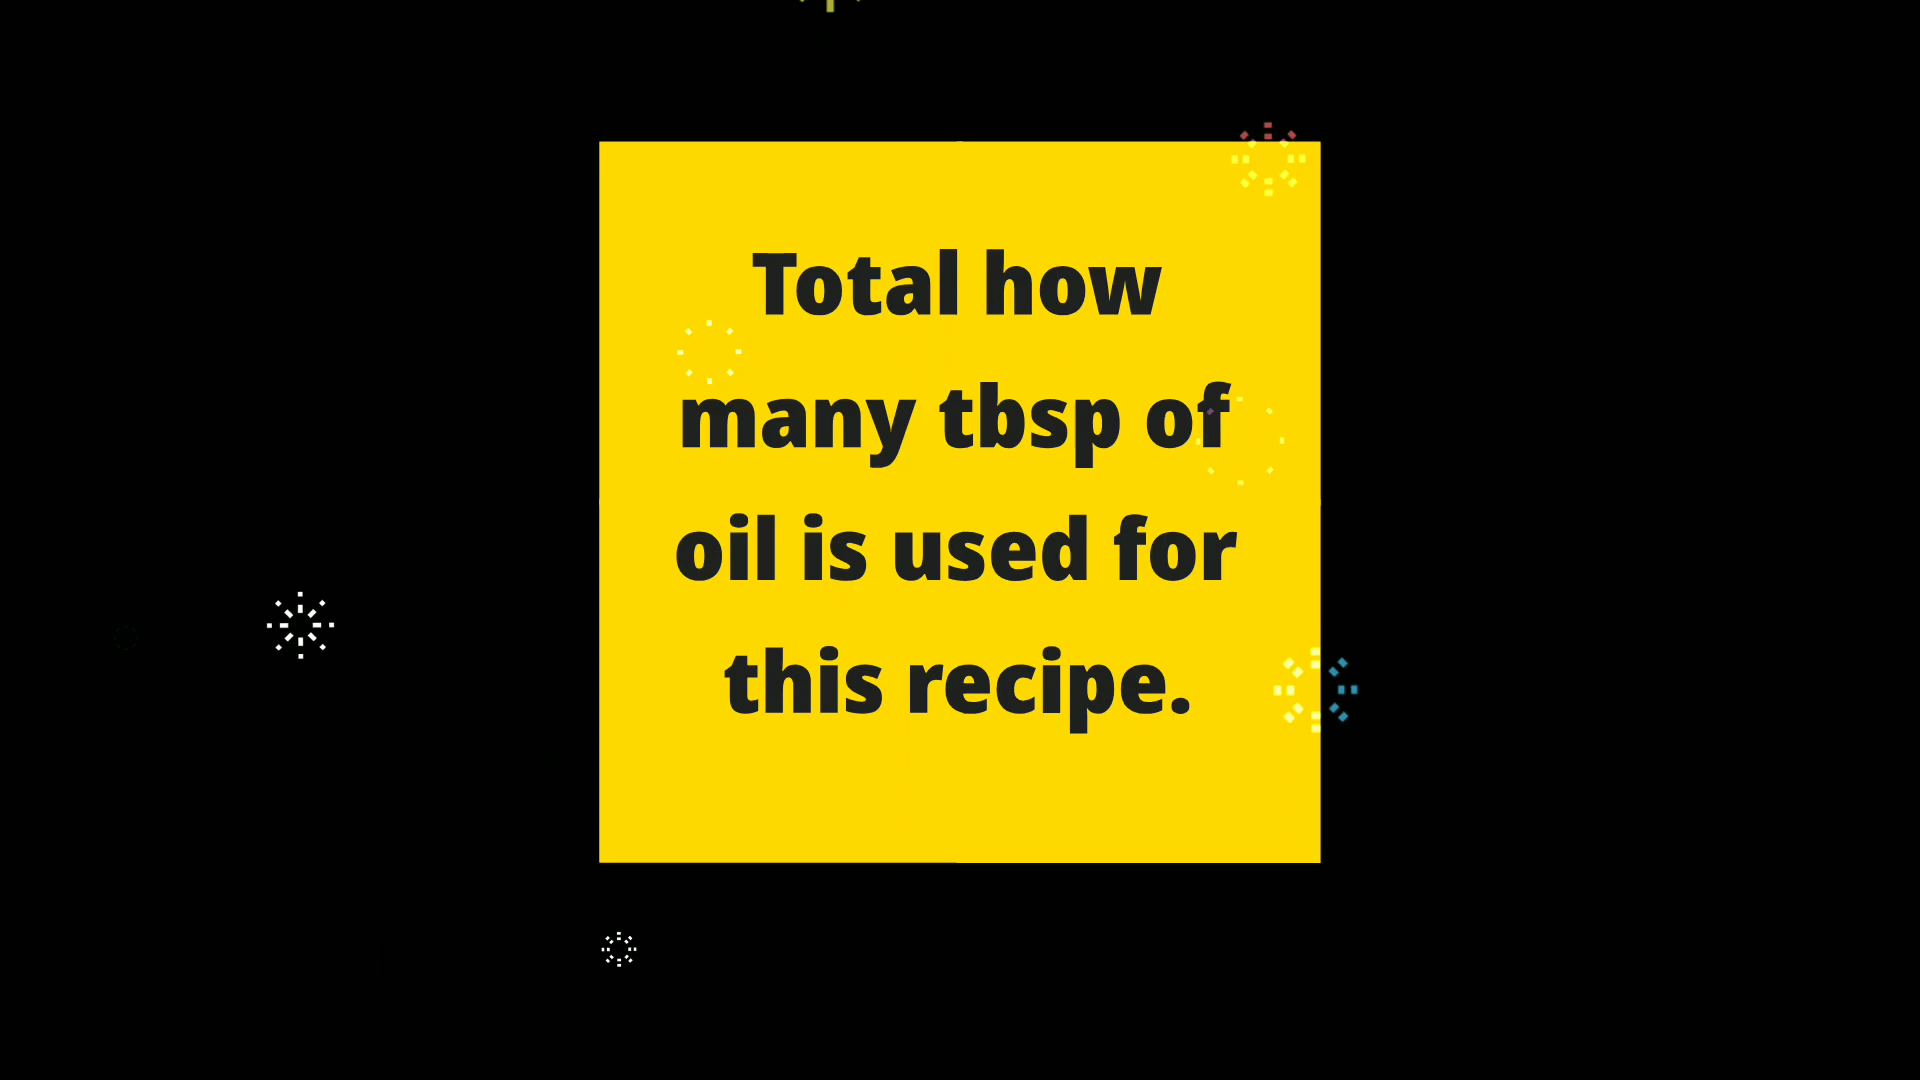 Total how
many tbsp of
oil is used for
this recipe.